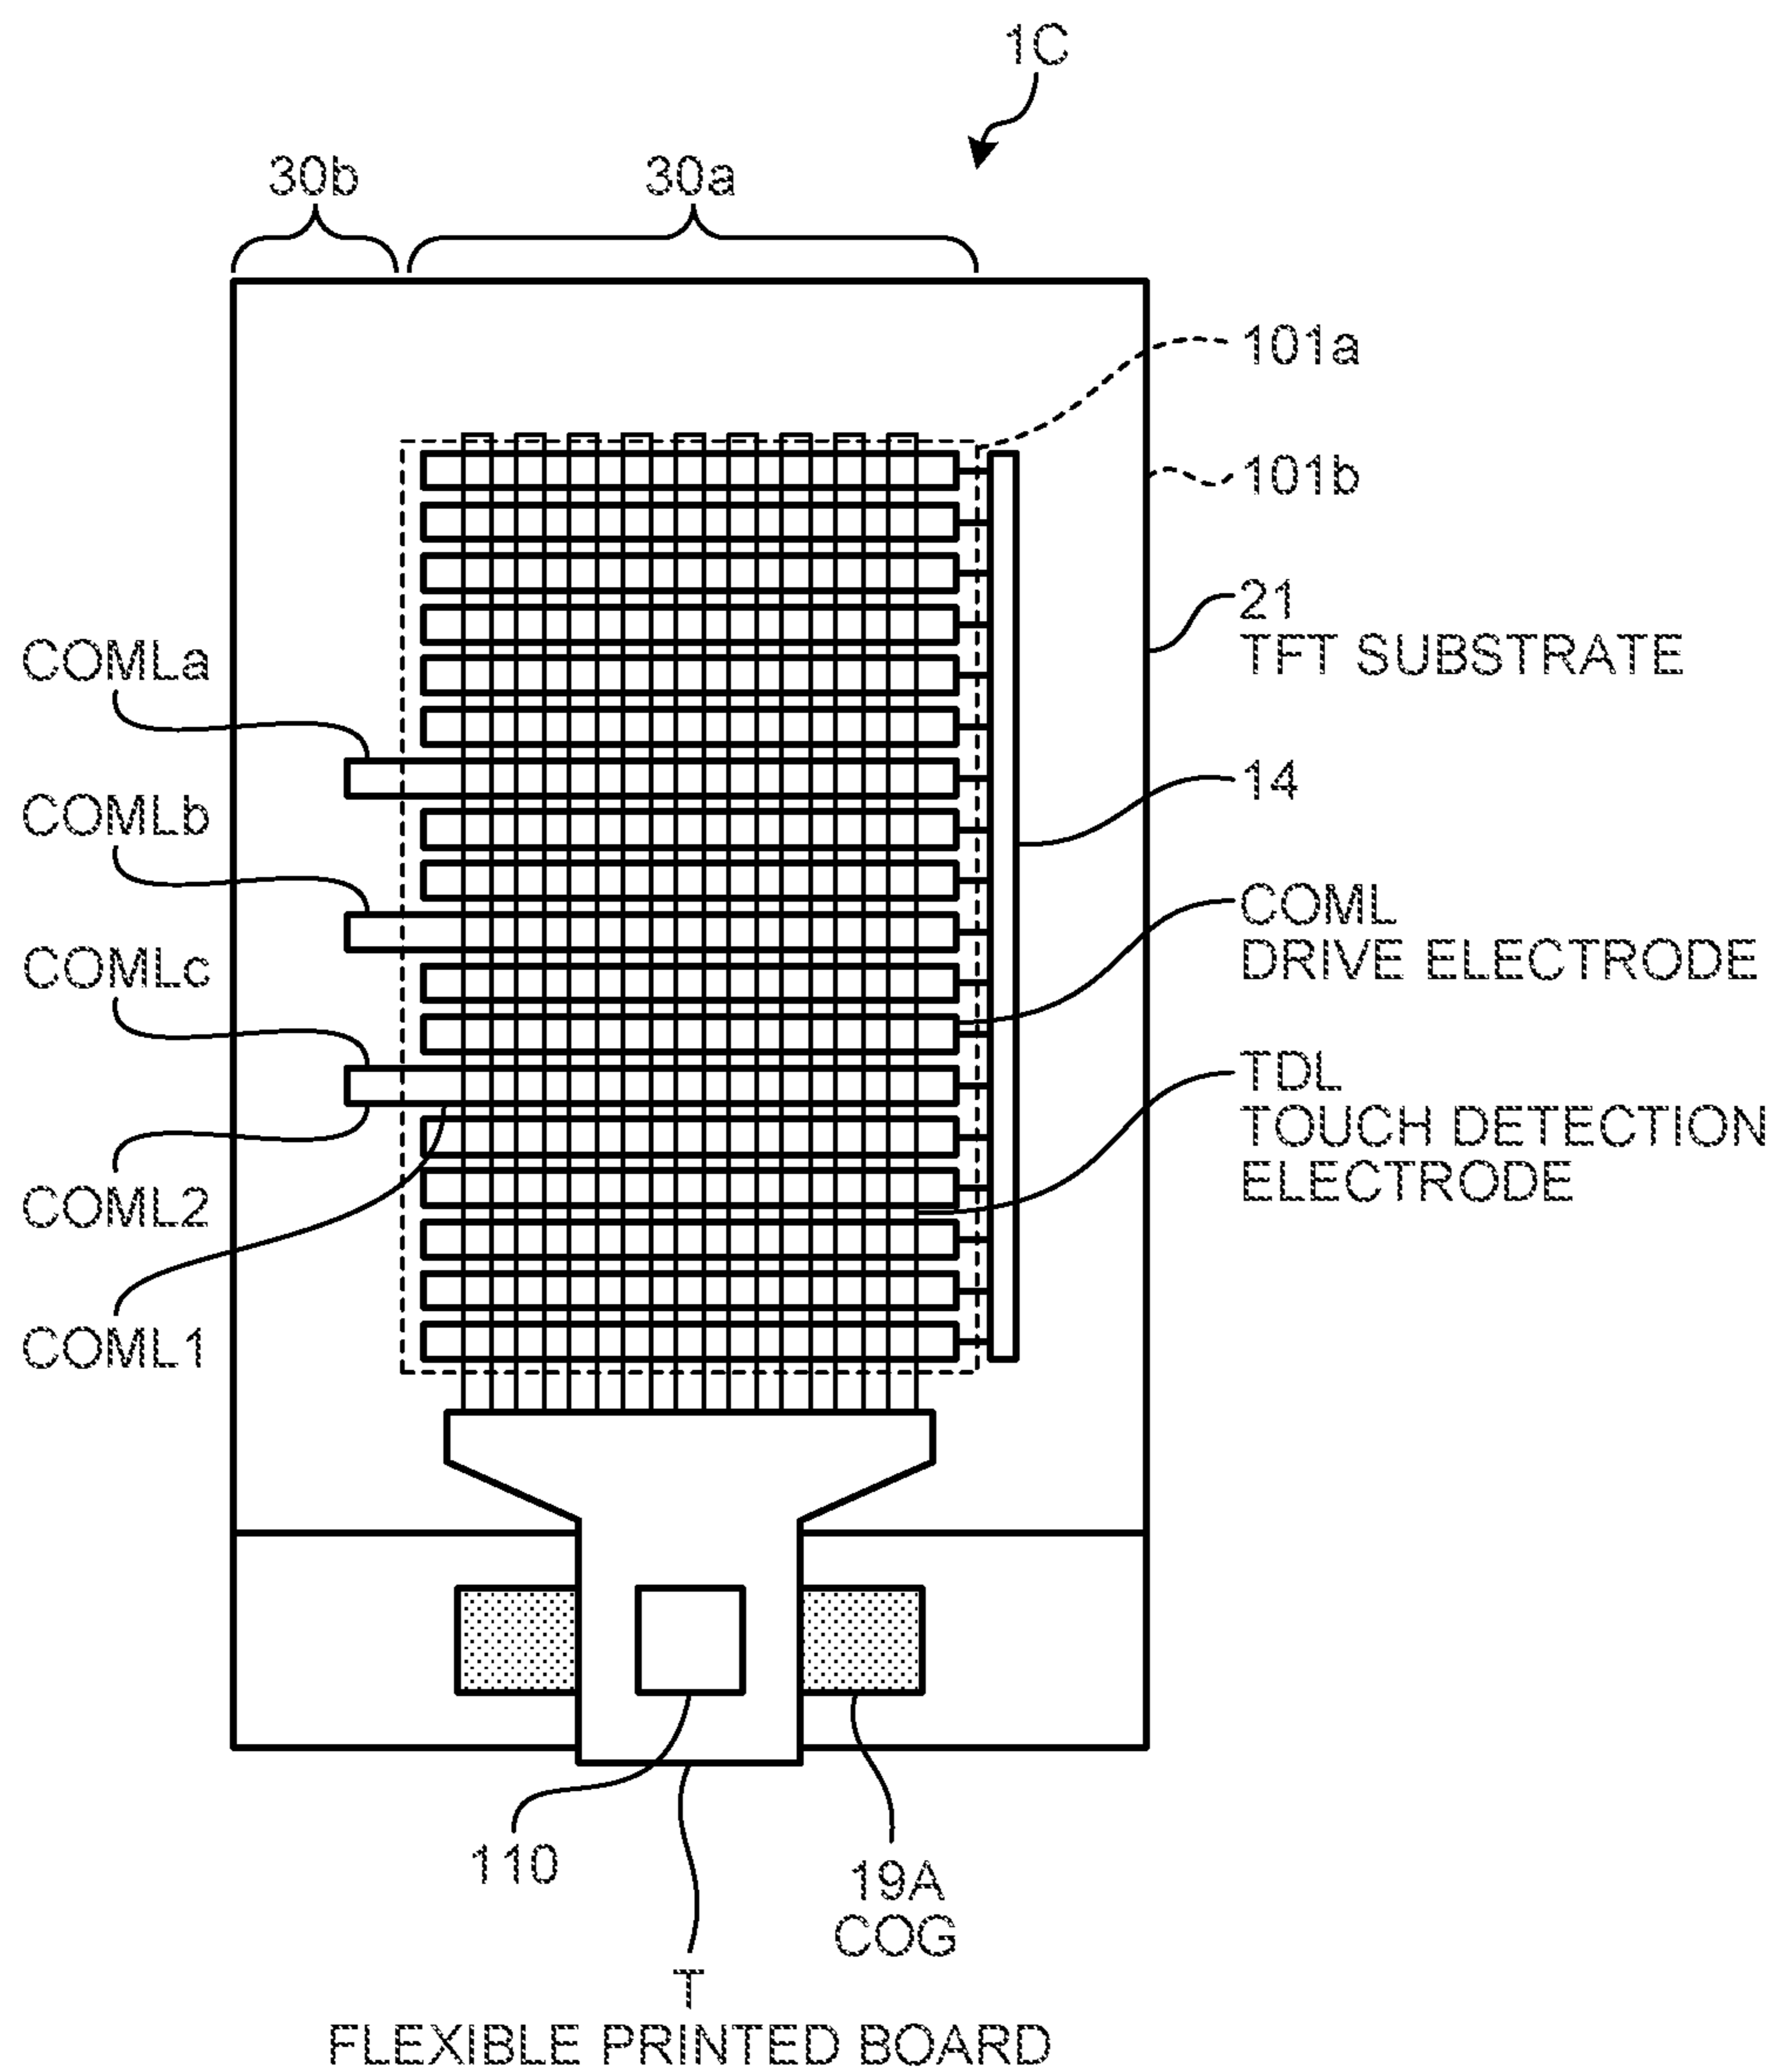 1C
30b
30a
101a
101b
21
TFT SUBSTRATE
COMLa
14
COMLb
COML
DRIVE ELECTRODE
COMLc
TDL
TOUCH DETECTION
ELECTRODE
COML2
COML1
110
19A
COG
T
FLEXIBLE PRINTED BOARD